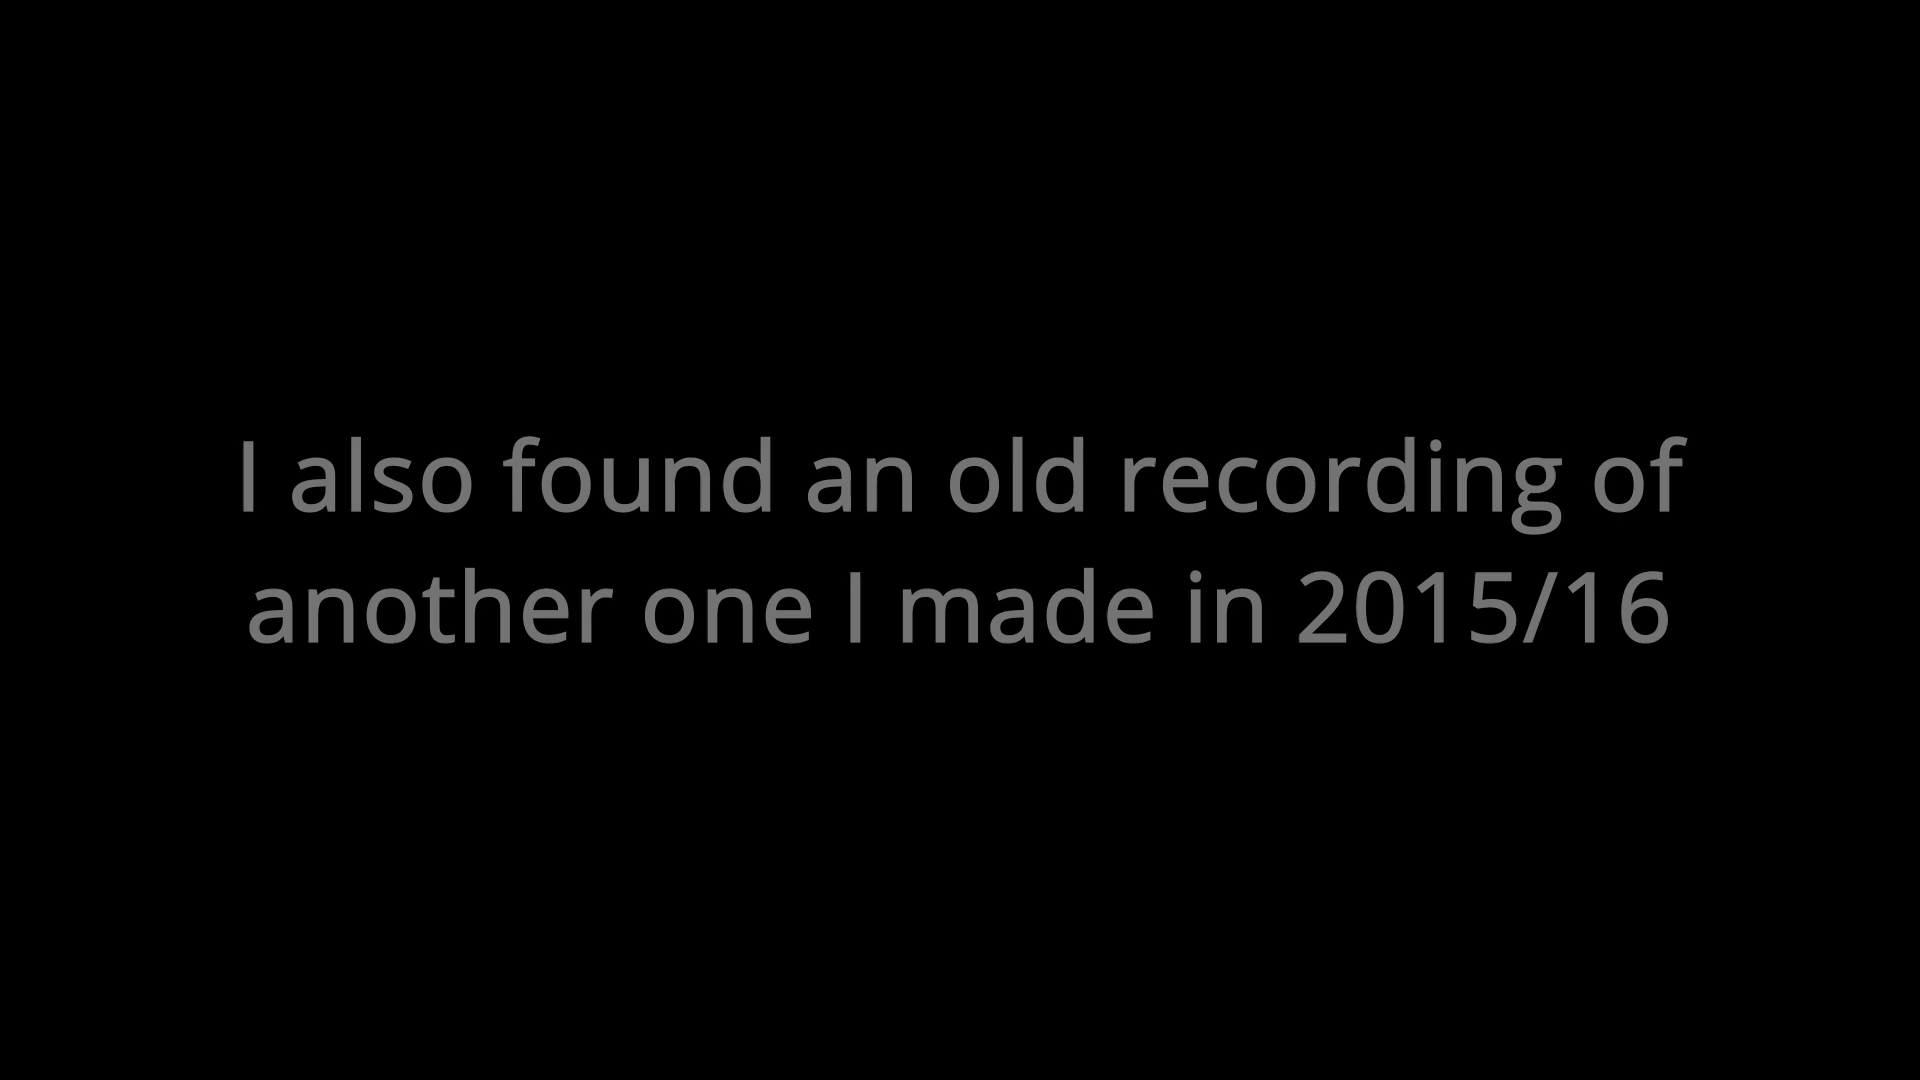 I also found an old recording of
another one I made in 2015/16